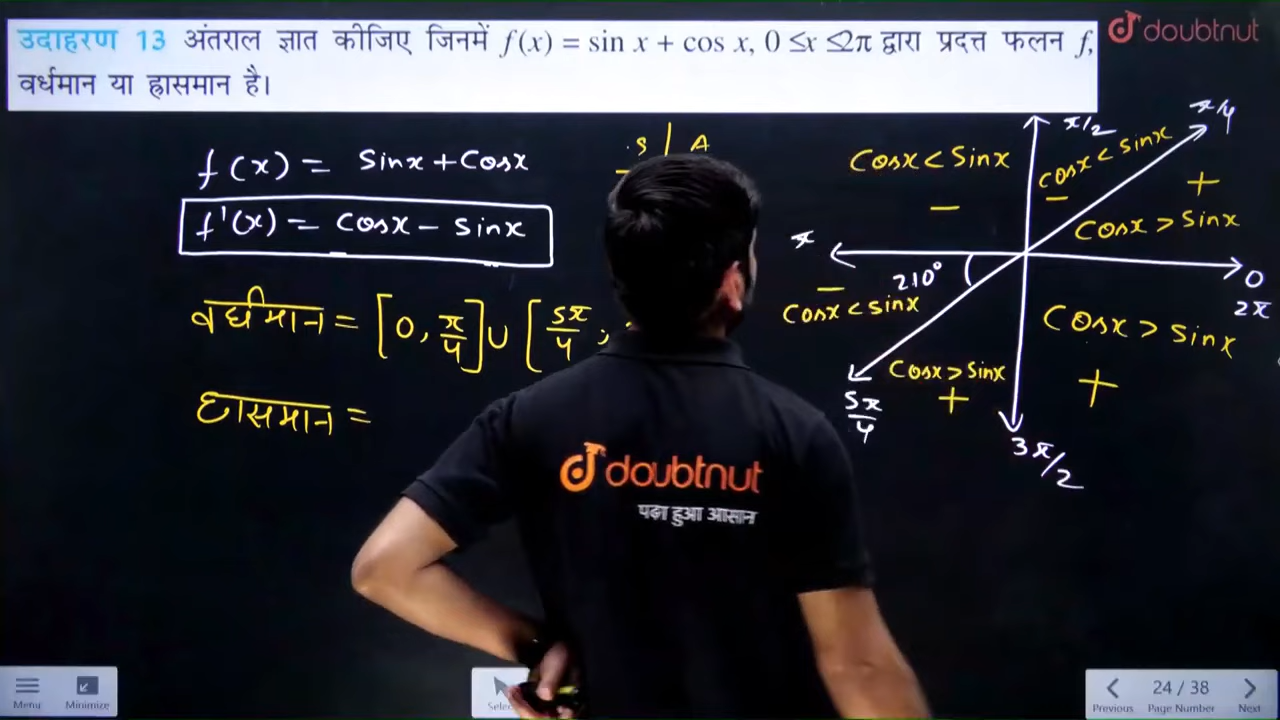 उदाहरण 13 अंतराल ज्ञात कीजिए जिनमें f(x) = sin x + cos x, 0 ≤x ≤2π द्वारा प्रदत्त फलन f,
वर्धमान या ह्रासमान है।
doubtnut
f(x) = Sinx + Cosx
f'(x) = Cosx - Sinx
वर्धमान = [0, π/4] ∪ [5π/4,
हासमान =
S | A
π/2
π/4
Cosx < Sinx
-
Cosx < Sinx
-
+
Cosx > Sinx
π
0
2π
210°
-
Cosx < Sinx
Cosx > Sinx
+
Cosx > Sinx
+
5π/4
3π/2
doubtnut
पढ़ा हुआ आसान
Menu
Minimize
24 / 38
Previous
Page Number
Next